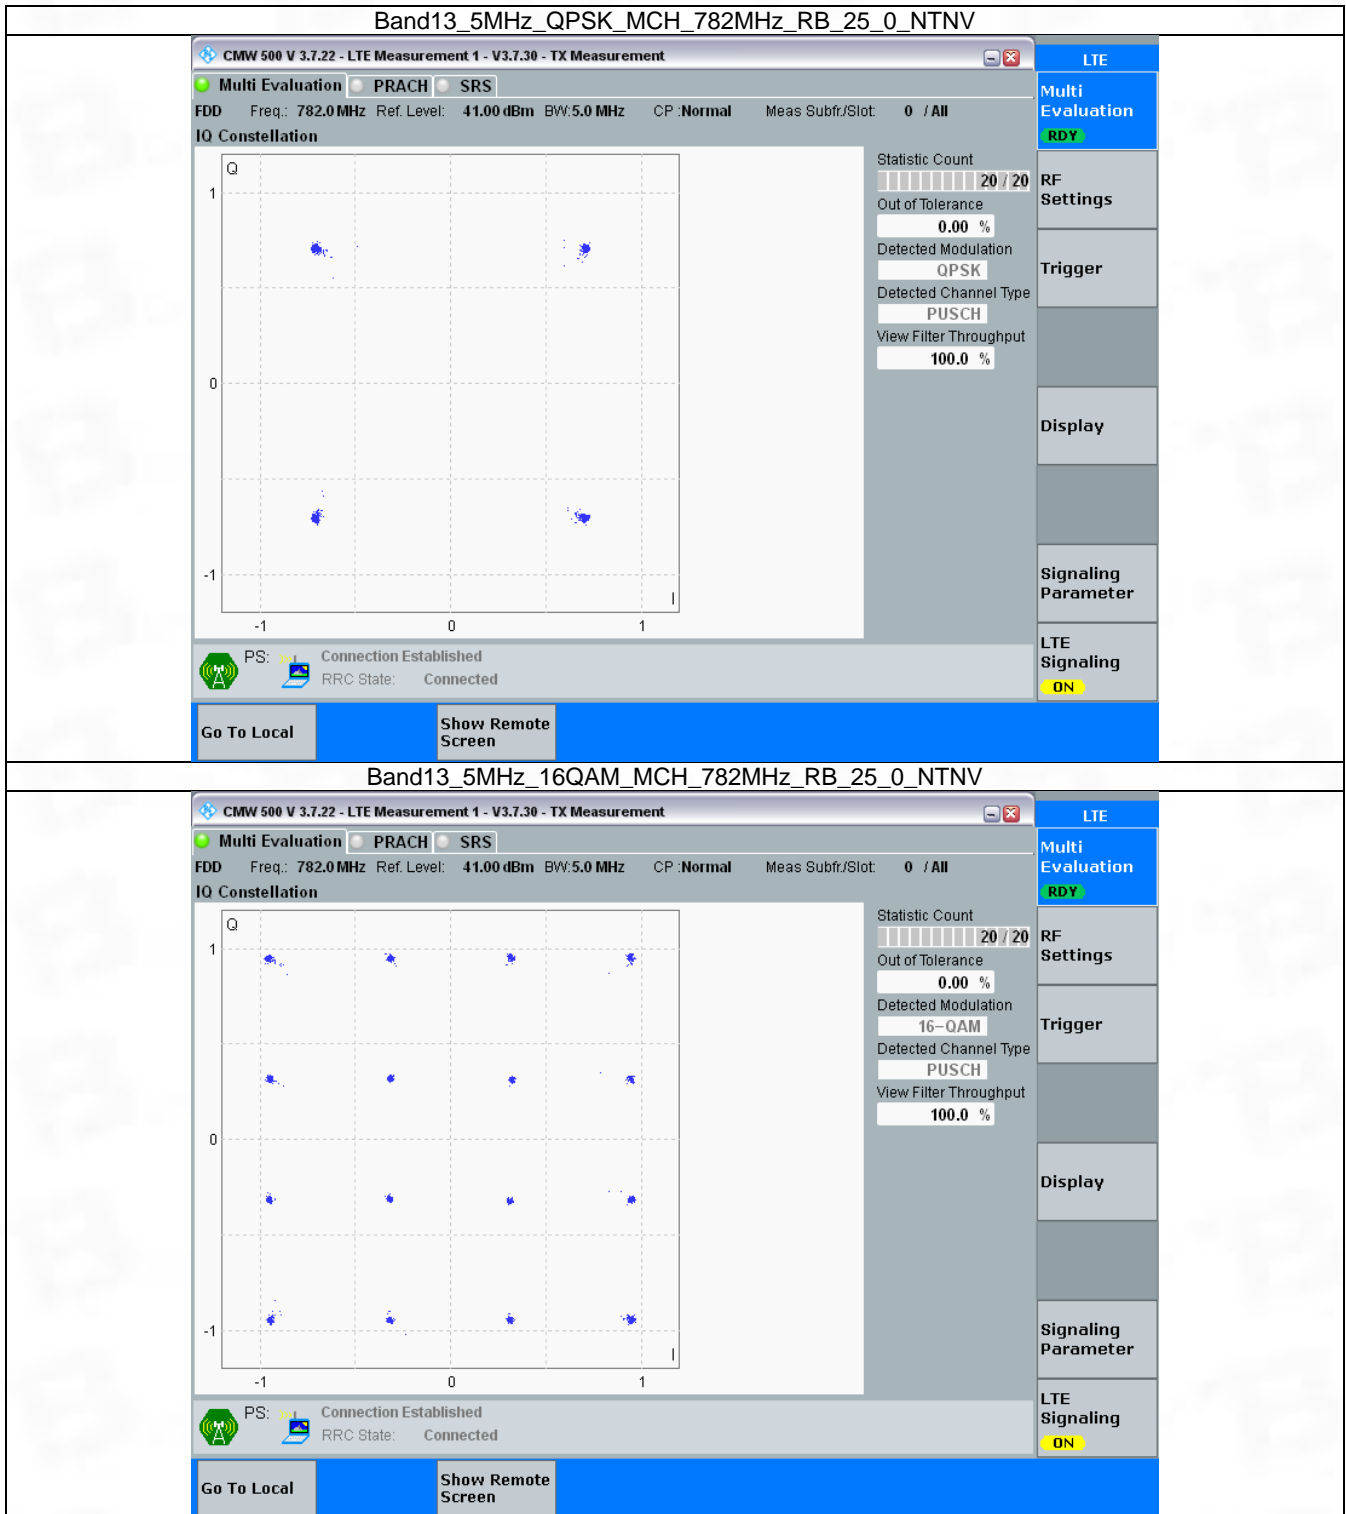 Band13_5MHz_QPSK_MCH_782MHz_RB_25_0_NTNV
CMW 500 V 3.7.22 - LTE Measurement 1 - V3.7.30 - TX Measurement
LTE
Multi Evaluation PRACH SRS
Multi
Evaluation
RDY
FDD Freq.: 782.0 MHz Ref. Level: 41.00 dBm BW:5.0 MHz CP :Normal Meas Subfr./Slot: 0 / All
IQ Constellation
Q
1
0
-1
I
-1 0 1
Statistic Count
20 / 20
Out of Tolerance
0.00 %
Detected Modulation
QPSK
Detected Channel Type
PUSCH
View Filter Throughput
100.0 %
RF
Settings
Trigger
Display
Signaling
Parameter
LTE
Signaling
ON
PS: Connection Established
RRC State: Connected
Go To Local
Show Remote
Screen
Band13_5MHz_16QAM_MCH_782MHz_RB_25_0_NTNV
CMW 500 V 3.7.22 - LTE Measurement 1 - V3.7.30 - TX Measurement
LTE
Multi Evaluation PRACH SRS
Multi
Evaluation
RDY
FDD Freq.: 782.0 MHz Ref. Level: 41.00 dBm BW:5.0 MHz CP :Normal Meas Subfr./Slot: 0 / All
IQ Constellation
Q
1
0
-1
I
-1 0 1
Statistic Count
20 / 20
Out of Tolerance
0.00 %
Detected Modulation
16-QAM
Detected Channel Type
PUSCH
View Filter Throughput
100.0 %
RF
Settings
Trigger
Display
Signaling
Parameter
LTE
Signaling
ON
PS: Connection Established
RRC State: Connected
Go To Local
Show Remote
Screen